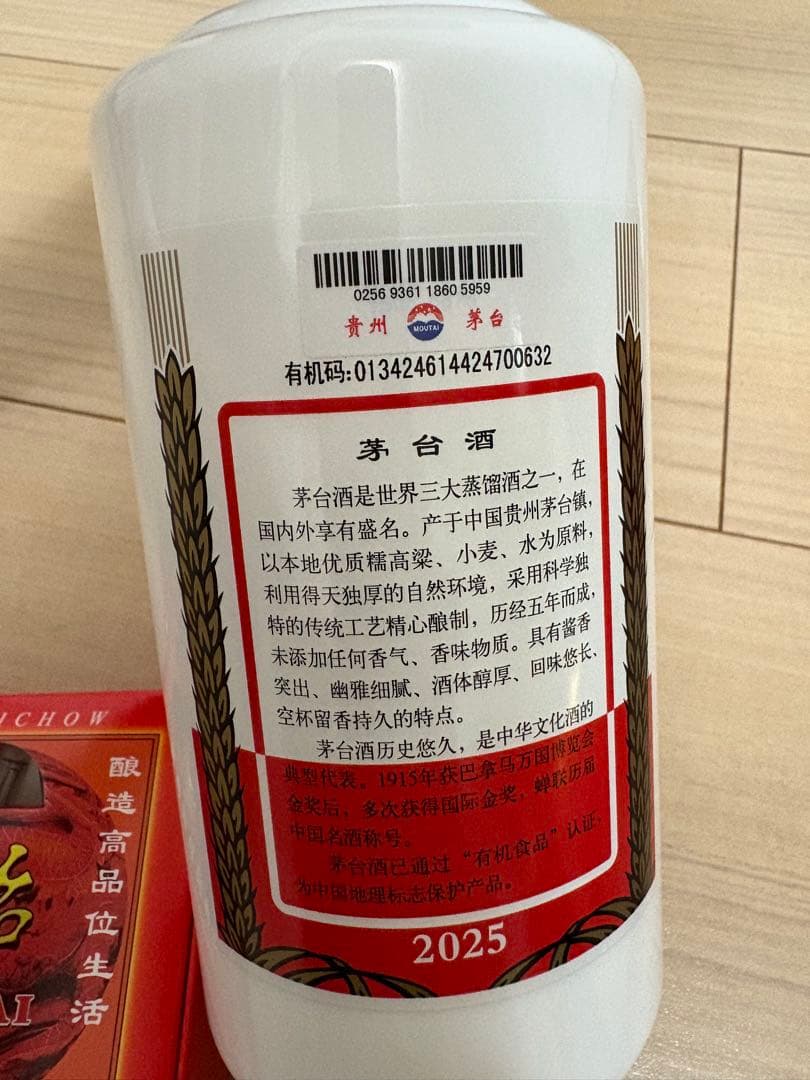 0256 9361 1860 5959
贵州 MOUTAI 茅台
有机码:013424614424700632
茅台酒
茅台酒是世界三大蒸馏酒之一,在
国内外享有盛名。产于中国贵州茅台镇,
以本地优质糯高粱、小麦、水为原料,
利用得天独厚的自然环境,采用科学独
特的传统工艺精心酿制,历经五年而成,
未添加任何香气、香味物质。具有酱香
突出、幽雅细腻、酒体醇厚、回味悠长、
空杯留香持久的特点。
茅台酒历史悠久,是中华文化酒的
典型代表。1915年获巴拿马万国博览会
金奖后,多次获得国际金奖,蝉联历届
中国名酒称号。
茅台酒已通过“有机食品”认证,
为中国地理标志保护产品。
2025
ICHOW
酿造高品位生活
AI